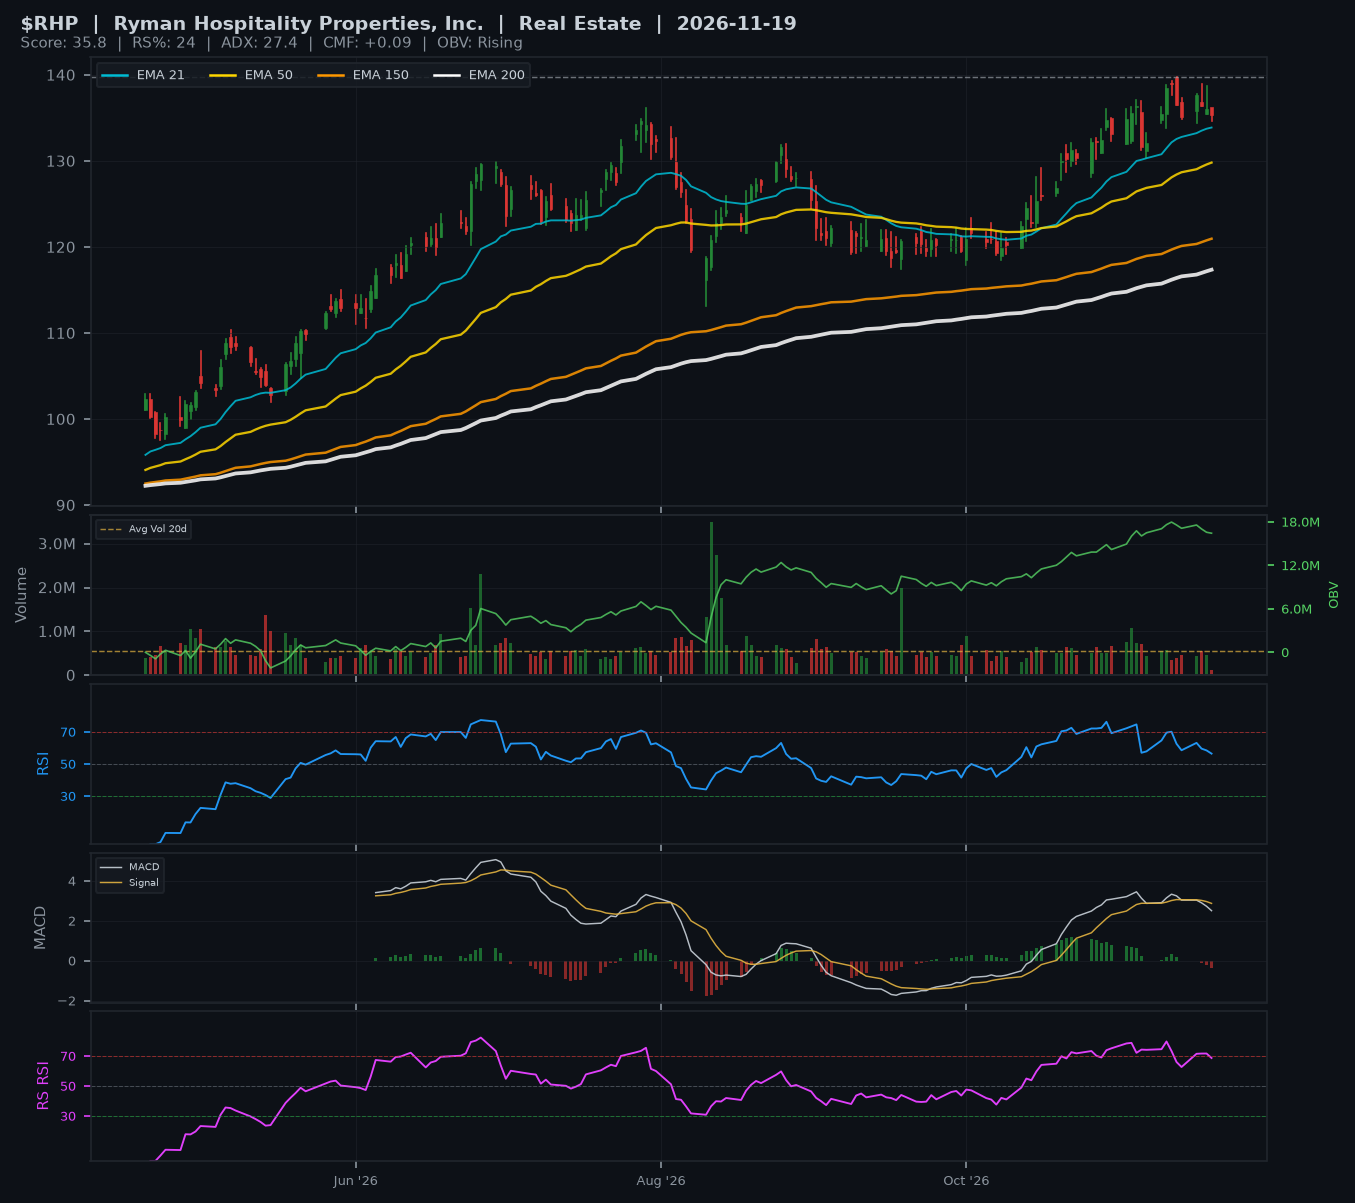 $RHP | Ryman Hospitality Properties, Inc. | Real Estate | 2026-11-19
Score: 35.8 | RS%: 24 | ADX: 27.4 | CMF: +0.09 | OBV: Rising
EMA 21
EMA 50
EMA 150
EMA 200
140
130
120
110
100
90
Avg Vol 20d
Volume
3.0M
2.0M
1.0M
0
18.0M
12.0M
6.0M
0
OBV
RSI
70
50
30
MACD
Signal
MACD
4
2
0
−2
RS RSI
70
50
30
Jun '26
Aug '26
Oct '26